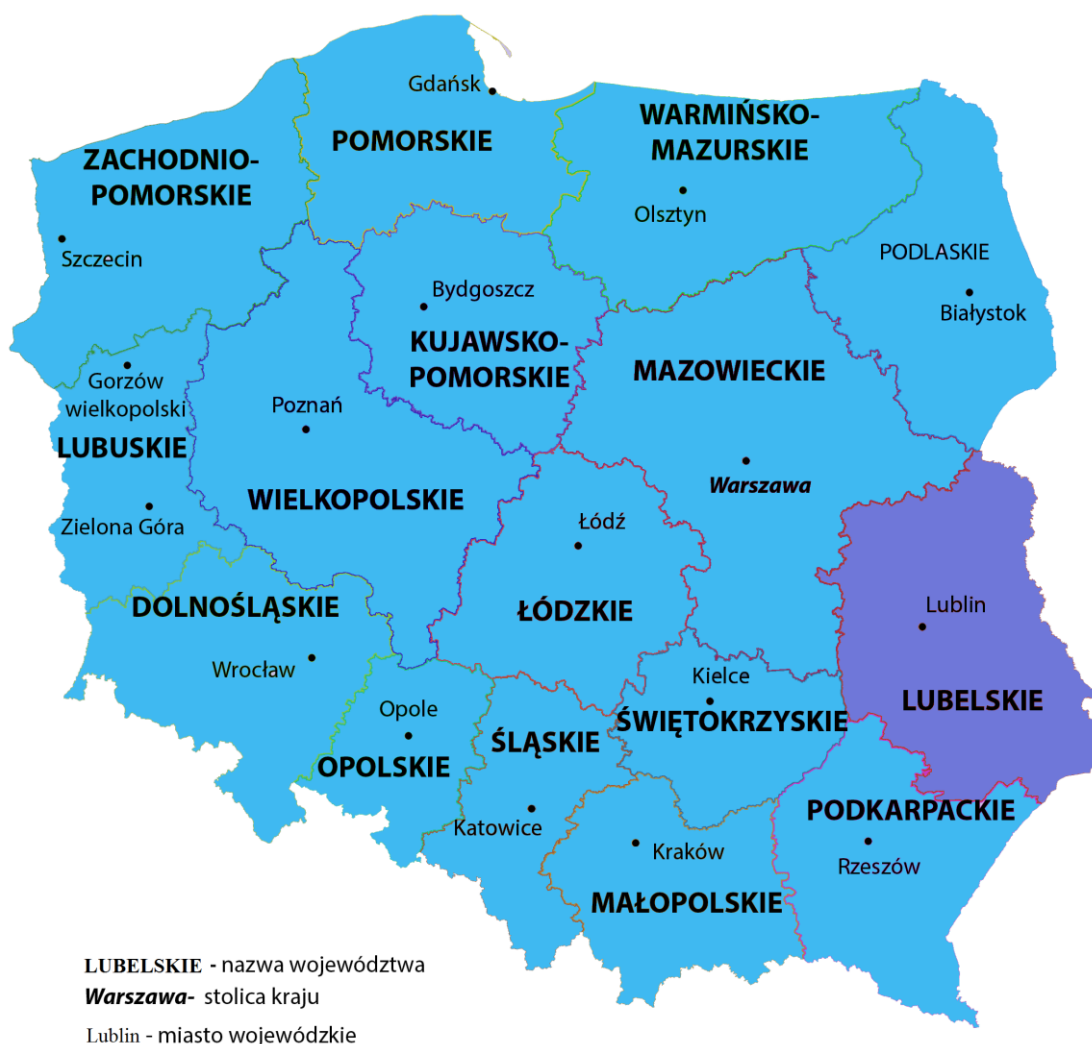 Gdańsk
POMORSKIE
WARMIŃSKO-
MAZURSKIE
Olsztyn
ZACHODNIO-
POMORSKIE
Szczecin
PODLASKIE
Białystok
Bydgoszcz
KUJAWSKO-
POMORSKIE
MAZOWIECKIE
Warszawa
Gorzów
wielkopolski
LUBUSKIE
Zielona Góra
Poznań
WIELKOPOLSKIE
Łódź
ŁÓDZKIE
DOLNOŚLĄSKIE
Wrocław
Lublin
LUBELSKIE
Opole
OPOLSKIE
ŚLĄSKIE
Katowice
Kielce
ŚWIĘTOKRZYSKIE
Kraków
MAŁOPOLSKIE
PODKARPACKIE
Rzeszów
LUBELSKIE - nazwa województwa
Warszawa- stolica kraju
Lublin - miasto wojewódzkie